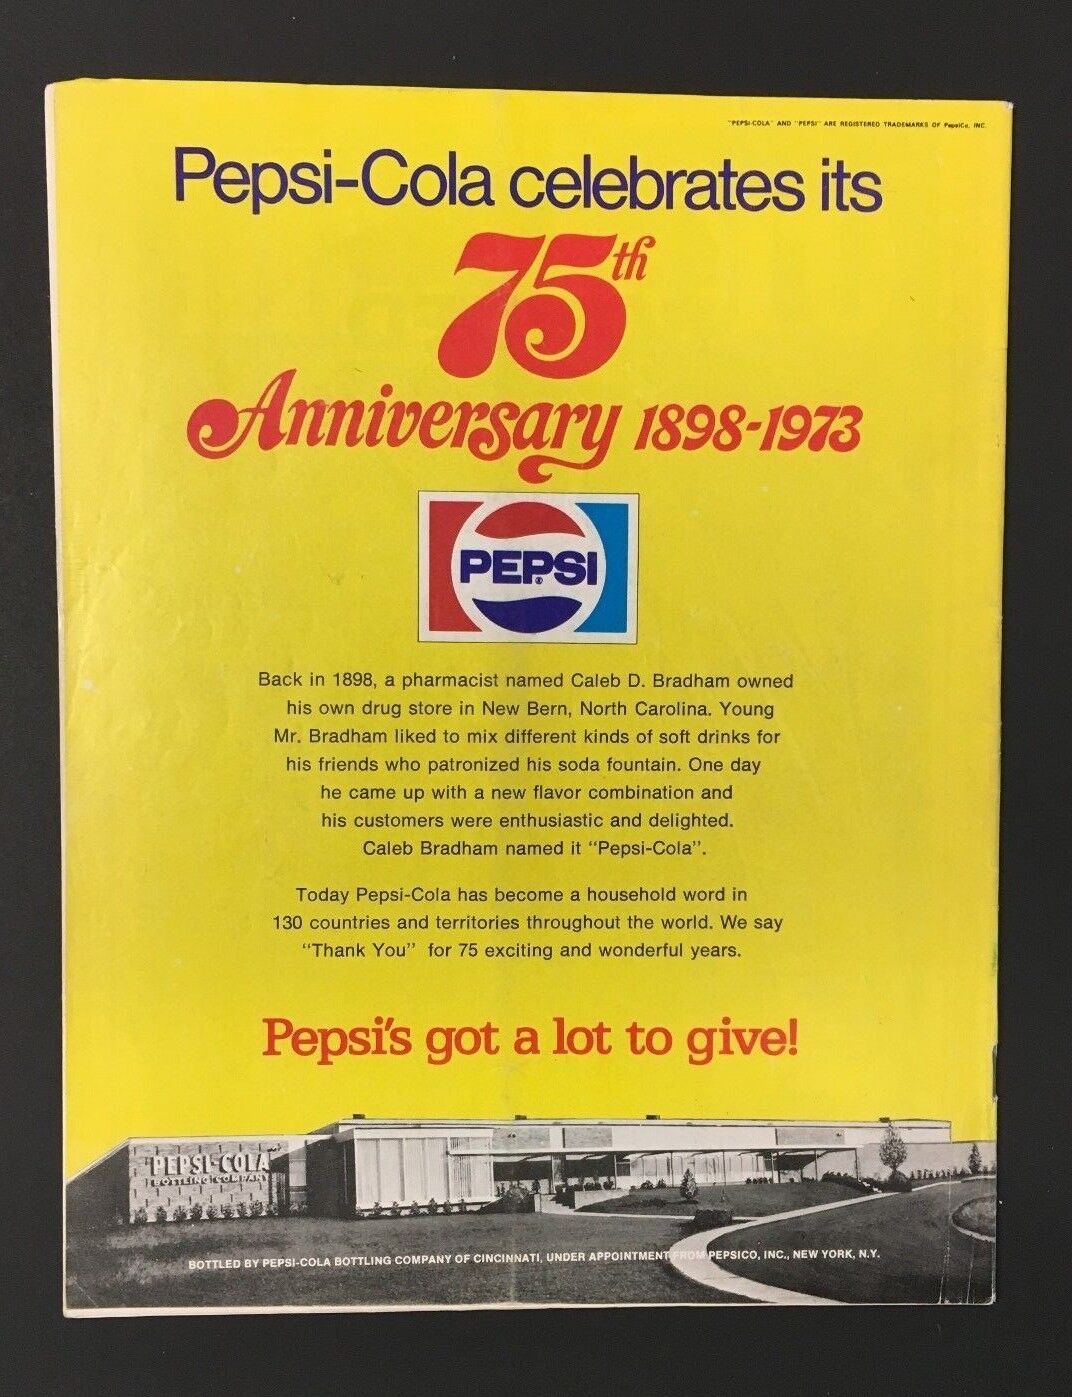 "PEPSI-COLA" AND "PEPSI" ARE REGISTERED TRADEMARKS OF PepsiCo, INC.
Pepsi-Cola celebrates its
75th
Anniversary 1898-1973
PEPSI®
Back in 1898, a pharmacist named Caleb D. Bradham owned
his own drug store in New Bern, North Carolina. Young
Mr. Bradham liked to mix different kinds of soft drinks for
his friends who patronized his soda fountain. One day
he came up with a new flavor combination and
his customers were enthusiastic and delighted.
Caleb Bradham named it "Pepsi-Cola".
Today Pepsi-Cola has become a household word in
130 countries and territories throughout the world. We say
"Thank You" for 75 exciting and wonderful years.
Pepsi's got a lot to give!
PEPSI-COLA
BOTTLING COMPANY
BOTTLED BY PEPSI-COLA BOTTLING COMPANY OF CINCINNATI, UNDER APPOINTMENT FROM PEPSICO, INC., NEW YORK, N.Y.